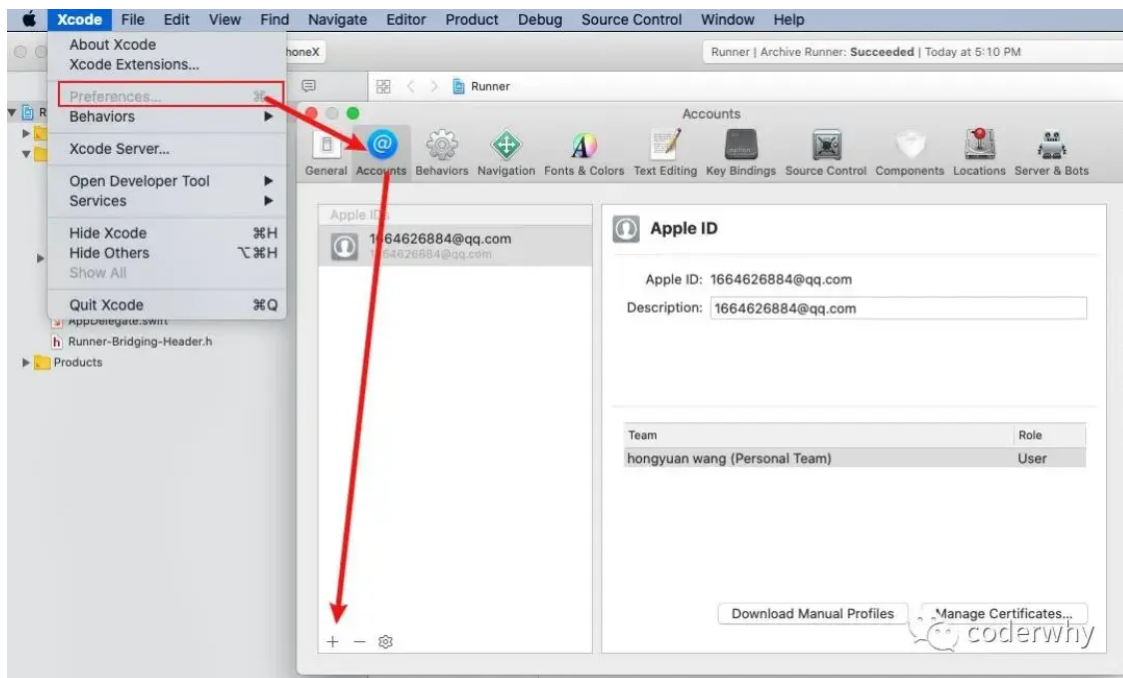 Xcode File Edit View Find Navigate Editor Product Debug Source Control Window Help
About Xcode
Xcode Extensions...
Preferences...
Behaviors
Xcode Server...
Open Developer Tool
Services
Hide Xcode ⌘H
Hide Others ⌥⌘H
Show All
Quit Xcode ⌘Q
Runner | Archive Runner: Succeeded | Today at 5:10 PM
Runner
AppDelegate.swift
Runner-Bridging-Header.h
Products
Accounts
General Accounts Behaviors Navigation Fonts & Colors Text Editing Key Bindings Source Control Components Locations Server & Bots
Apple IDs
1664626884@qq.com
1664626884@qq.com
Apple ID
Apple ID: 1664626884@qq.com
Description: 1664626884@qq.com
Team Role
hongyuan wang (Personal Team) User
Download Manual Profiles Manage Certificates...
coderwhy